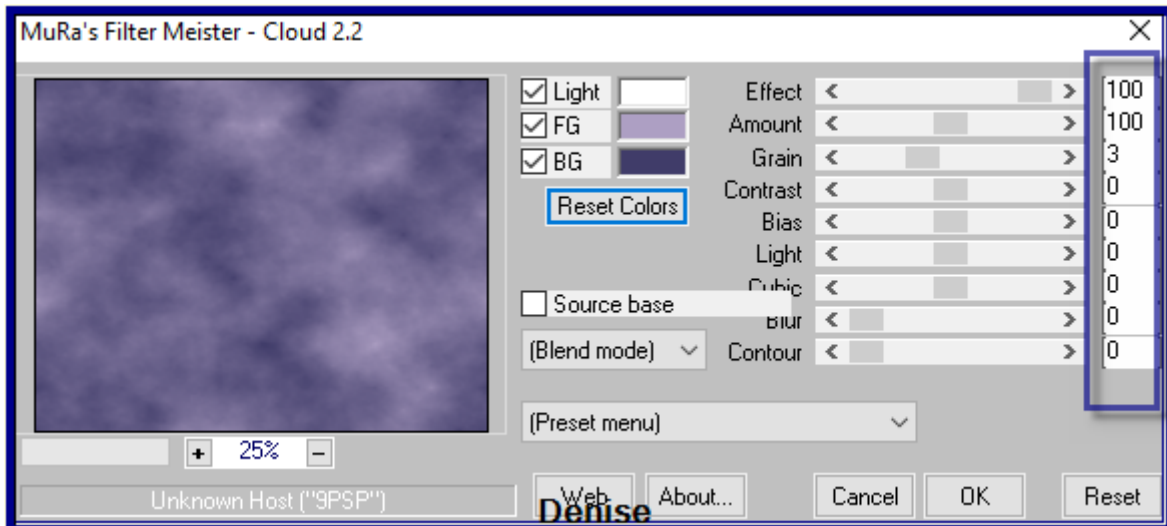 MuRa's Filter Meister - Cloud 2.2
Light
FG
BG
Reset Colors
Source base
(Blend mode)
(Preset menu)
Effect 100
Amount 100
Grain 3
Contrast 0
Bias 0
Light 0
Cubic 0
Blur 0
Contour 0
+ 25% −
Unknown Host ("9PSP")
Web
About...
Cancel
OK
Reset
Denise